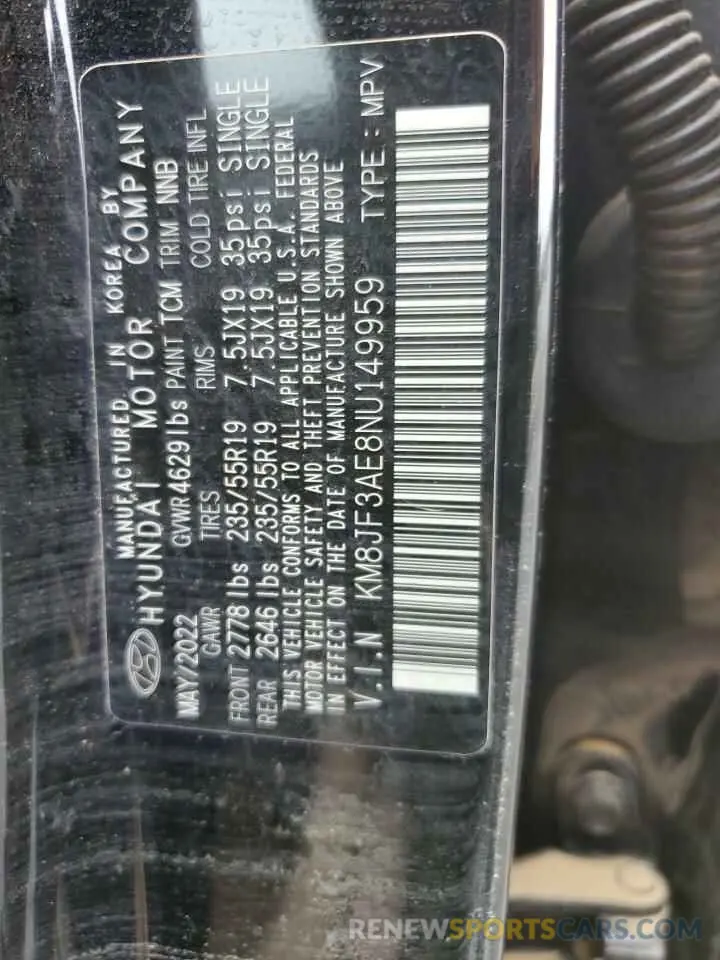 MANUFACTURED IN KOREA BY
HYUNDAI MOTOR COMPANY
MAY/2022 GVWR 4629 lbs PAINT TCM TRIM NNB
GAWR TIRES RIMS COLD TIRE INFL
FRONT 2778 lbs 235/55R19 7.5JX19 35psi SINGLE
REAR 2646 lbs 235/55R19 7.5JX19 35psi SINGLE
THIS VEHICLE CONFORMS TO ALL APPLICABLE U.S.A. FEDERAL
MOTOR VEHICLE SAFETY AND THEFT PREVENTION STANDARDS
IN EFFECT ON THE DATE OF MANUFACTURE SHOWN ABOVE
V.I.N KM8JF3AE8NU149959 TYPE: MPV
RENEWSPORTSCARS.COM